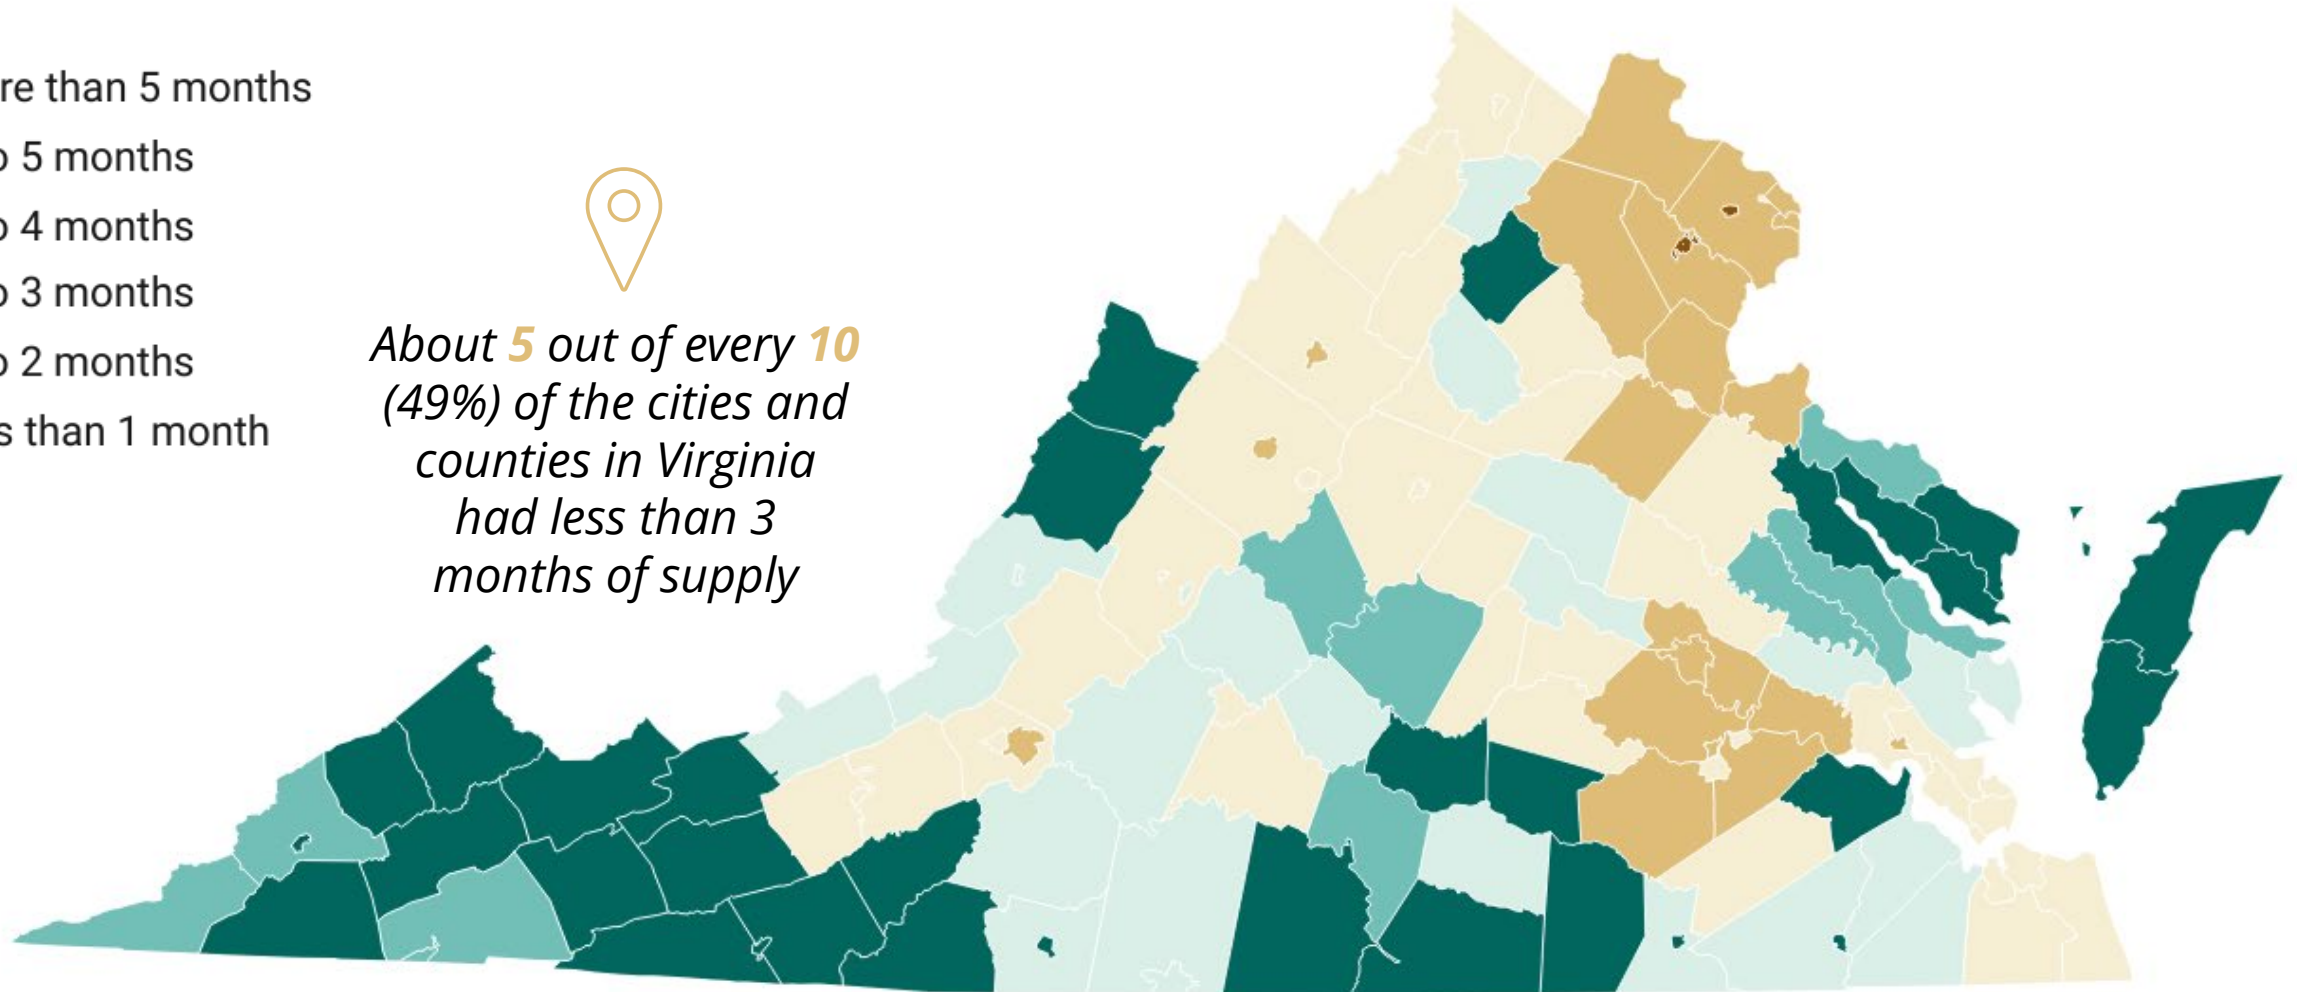 re than 5 months
o 5 months
o 4 months
o 3 months
o 2 months
s than 1 month
About 5 out of every 10
(49%) of the cities and
counties in Virginia
had less than 3
months of supply